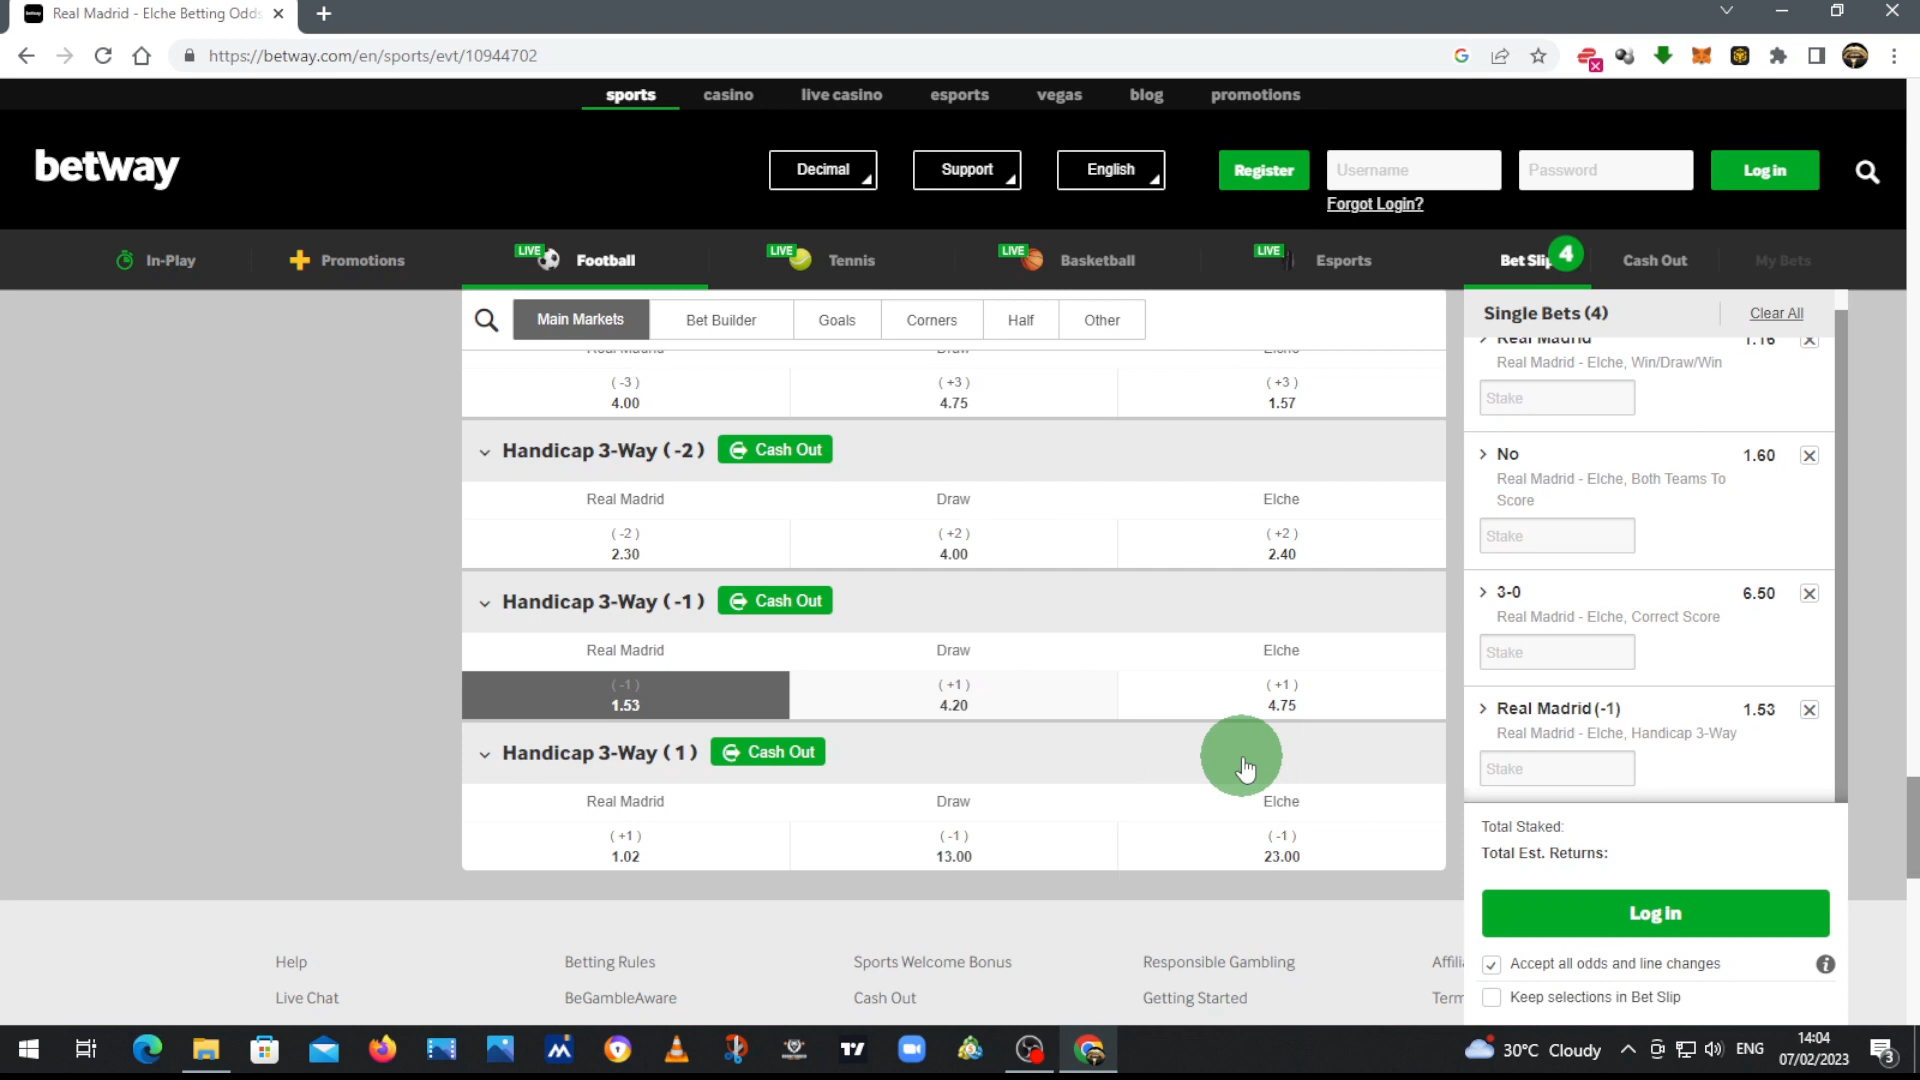 Real Madrid - Elche Betting Odds
https://betway.com/en/sports/evt/10944702
sports casino live casino esports vegas blog promotions
betway
Decimal Support English Register Username Password Log in
Forgot Login?
In-Play Promotions LIVE Football LIVE Tennis LIVE Basketball LIVE Esports Bet Slip 4 Cash Out My Bets
Main Markets Bet Builder Goals Corners Half Other
Real Madrid Draw Elche
(-3) (+3) (+3)
4.00 4.75 1.57
Handicap 3-Way (-2) Cash Out
Real Madrid Draw Elche
(-2) (+2) (+2)
2.30 4.00 2.40
Handicap 3-Way (-1) Cash Out
Real Madrid Draw Elche
(-1) (+1) (+1)
1.53 4.20 4.75
Handicap 3-Way (1) Cash Out
Real Madrid Draw Elche
(+1) (-1) (-1)
1.02 13.00 23.00
Single Bets (4) Clear All
Real Madrid 1.16
Real Madrid - Elche, Win/Draw/Win
Stake
No 1.60
Real Madrid - Elche, Both Teams To
Score
Stake
3-0 6.50
Real Madrid - Elche, Correct Score
Stake
Real Madrid (-1) 1.53
Real Madrid - Elche, Handicap 3-Way
Stake
Total Staked:
Total Est. Returns:
Log in
Accept all odds and line changes
Keep selections in Bet Slip
Help Betting Rules Sports Welcome Bonus Responsible Gambling
Live Chat BeGambleAware Cash Out Getting Started
30°C Cloudy ENG 14:04
07/02/2023 3